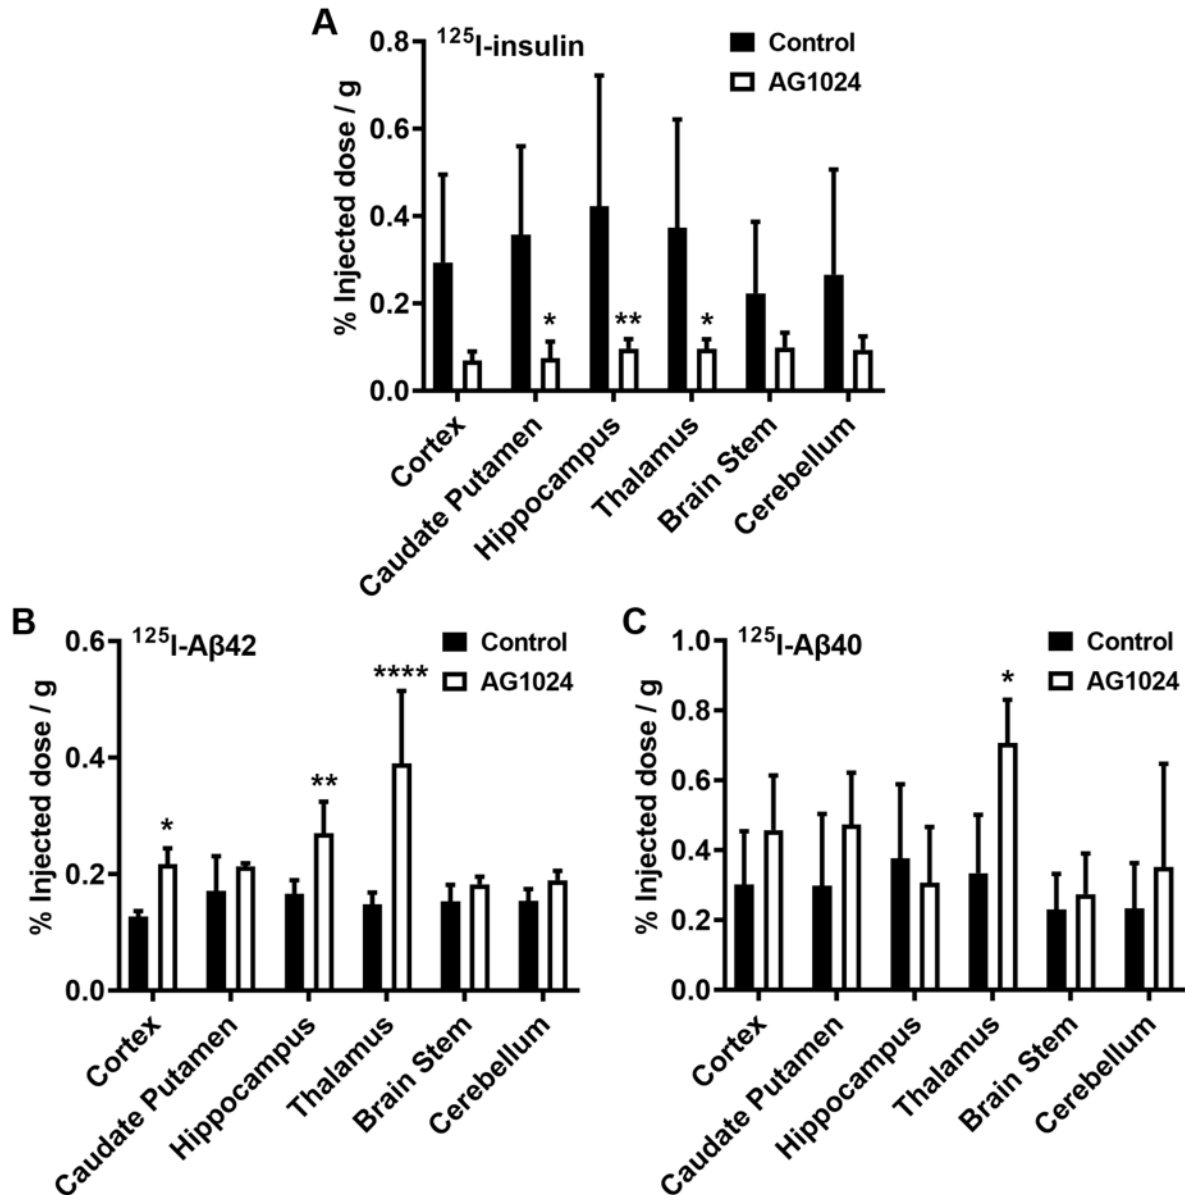 A
¹²⁵I-insulin
Control
AG1024
% Injected dose / g
0.8
0.6
0.4
0.2
0.0
*
**
*
Cortex
Caudate Putamen
Hippocampus
Thalamus
Brain Stem
Cerebellum
B
¹²⁵I-Aβ42
Control
AG1024
% Injected dose / g
0.6
0.4
0.2
0.0
*
**
****
Cortex
Caudate Putamen
Hippocampus
Thalamus
Brain Stem
Cerebellum
C
¹²⁵I-Aβ40
Control
AG1024
% Injected dose / g
1.0
0.8
0.6
0.4
0.2
0.0
*
Cortex
Caudate Putamen
Hippocampus
Thalamus
Brain Stem
Cerebellum